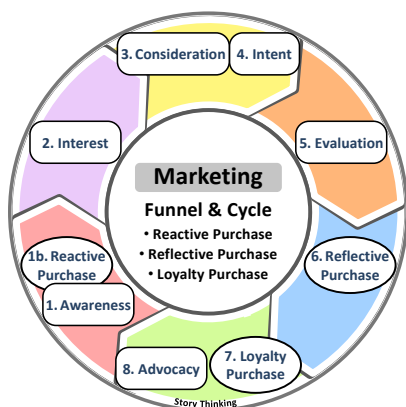 3. Consideration
4. Intent
2. Interest
5. Evaluation
Marketing
Funnel & Cycle
• Reactive Purchase
• Reflective Purchase
• Loyalty Purchase
1b. Reactive
Purchase
6. Reflective
Purchase
1. Awareness
8. Advocacy
7. Loyalty
Purchase
Story Thinking